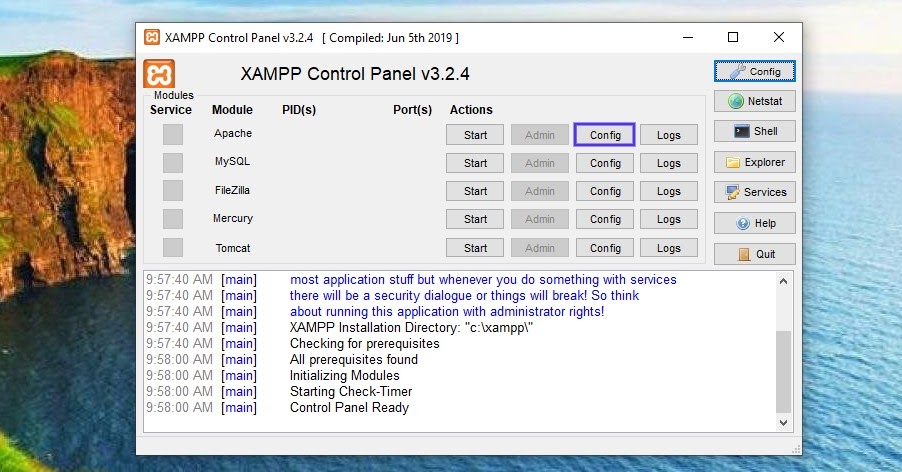 XAMPP Control Panel v3.2.4 [ Compiled: Jun 5th 2019 ]
XAMPP Control Panel v3.2.4
Config
Modules
Service Module PID(s) Port(s) Actions
Netstat
Apache Start Admin Config Logs
Shell
MySQL Start Admin Config Logs
Explorer
FileZilla Start Admin Config Logs
Services
Mercury Start Admin Config Logs
Help
Tomcat Start Admin Config Logs
Quit
9:57:40 AM [main] most application stuff but whenever you do something with services
9:57:40 AM [main] there will be a security dialogue or things will break! So think
9:57:40 AM [main] about running this application with administrator rights!
9:57:40 AM [main] XAMPP Installation Directory: "c:\xampp\"
9:57:40 AM [main] Checking for prerequisites
9:58:00 AM [main] All prerequisites found
9:58:00 AM [main] Initializing Modules
9:58:00 AM [main] Starting Check-Timer
9:58:00 AM [main] Control Panel Ready